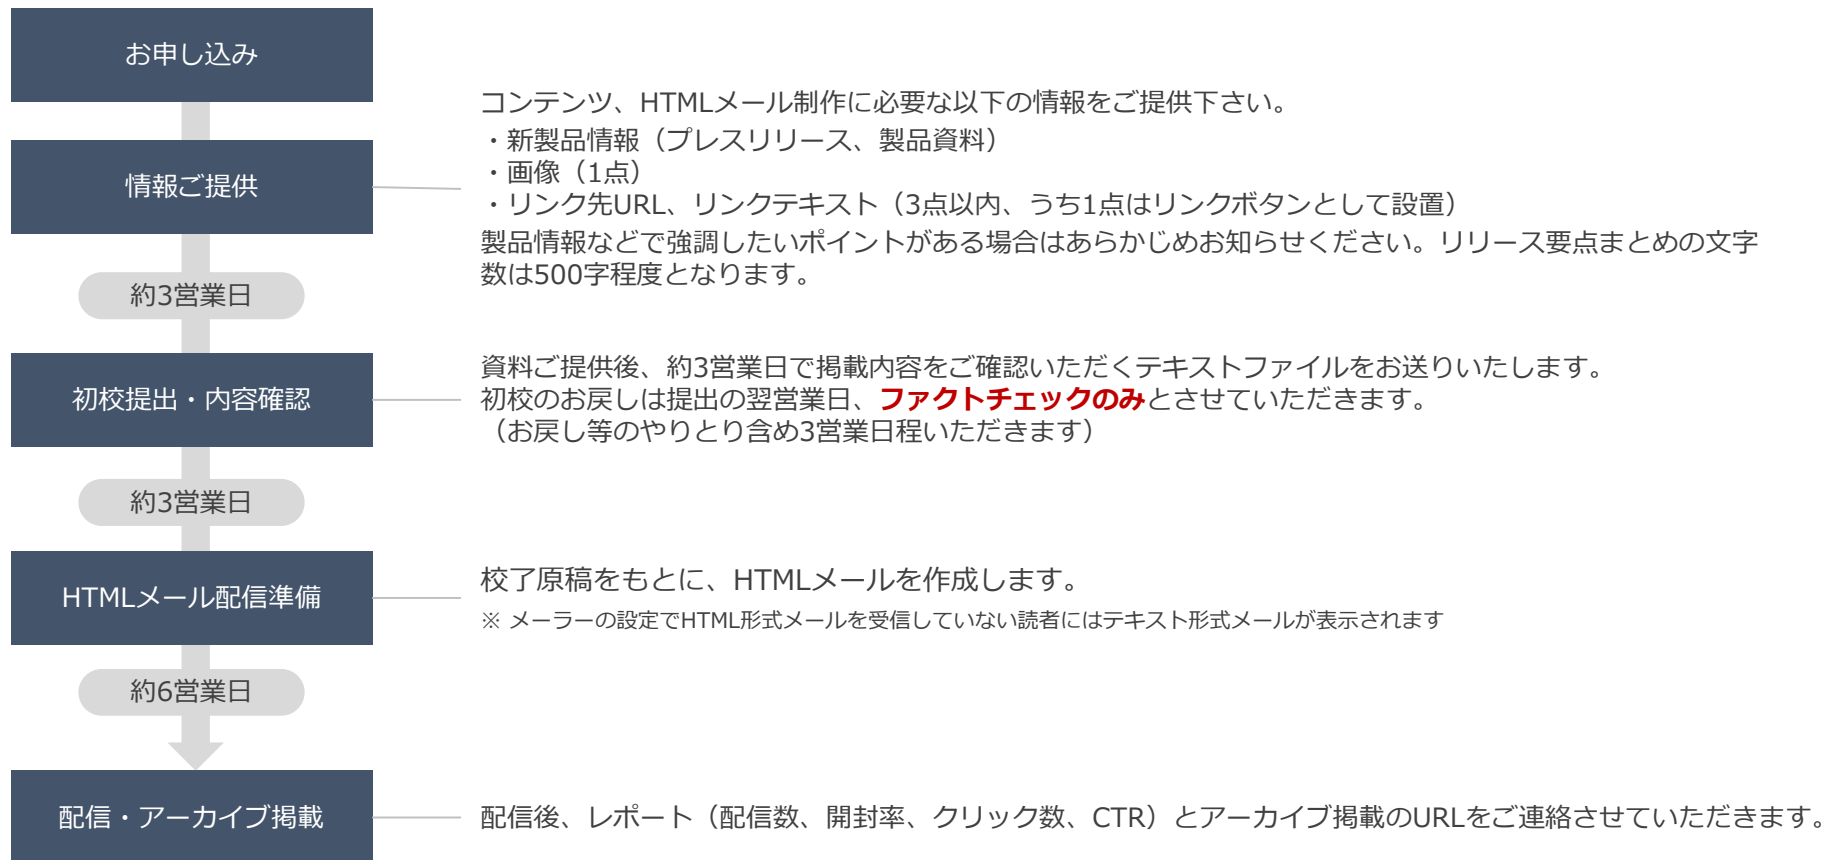 お申し込み
コンテンツ、HTMLメール制作に必要な以下の情報をご提供下さい。
・新製品情報（プレスリリース、製品資料）
情報ご提供
・画像（1点）
・リンク先URL、リンクテキスト（3点以内、うち1点はリンクボタンとして設置）
製品情報などで強調したいポイントがある場合はあらかじめお知らせください。リリース要点まとめの文字
数は500字程度となります。
約3営業日
初校提出・内容確認
資料ご提供後、約3営業日で掲載内容をご確認いただくテキストファイルをお送りいたします。
初校のお戻しは提出の翌営業日、ファクトチェックのみとさせていただきます。
（お戻し等のやりとり含め3営業日程いただきます）
約3営業日
HTMLメール配信準備
校了原稿をもとに、HTMLメールを作成します。
※ メーラーの設定でHTML形式メールを受信していない読者にはテキスト形式メールが表示されます
約6営業日
配信・アーカイブ掲載
配信後、レポート（配信数、開封率、クリック数、CTR）とアーカイブ掲載のURLをご連絡させていただきます。